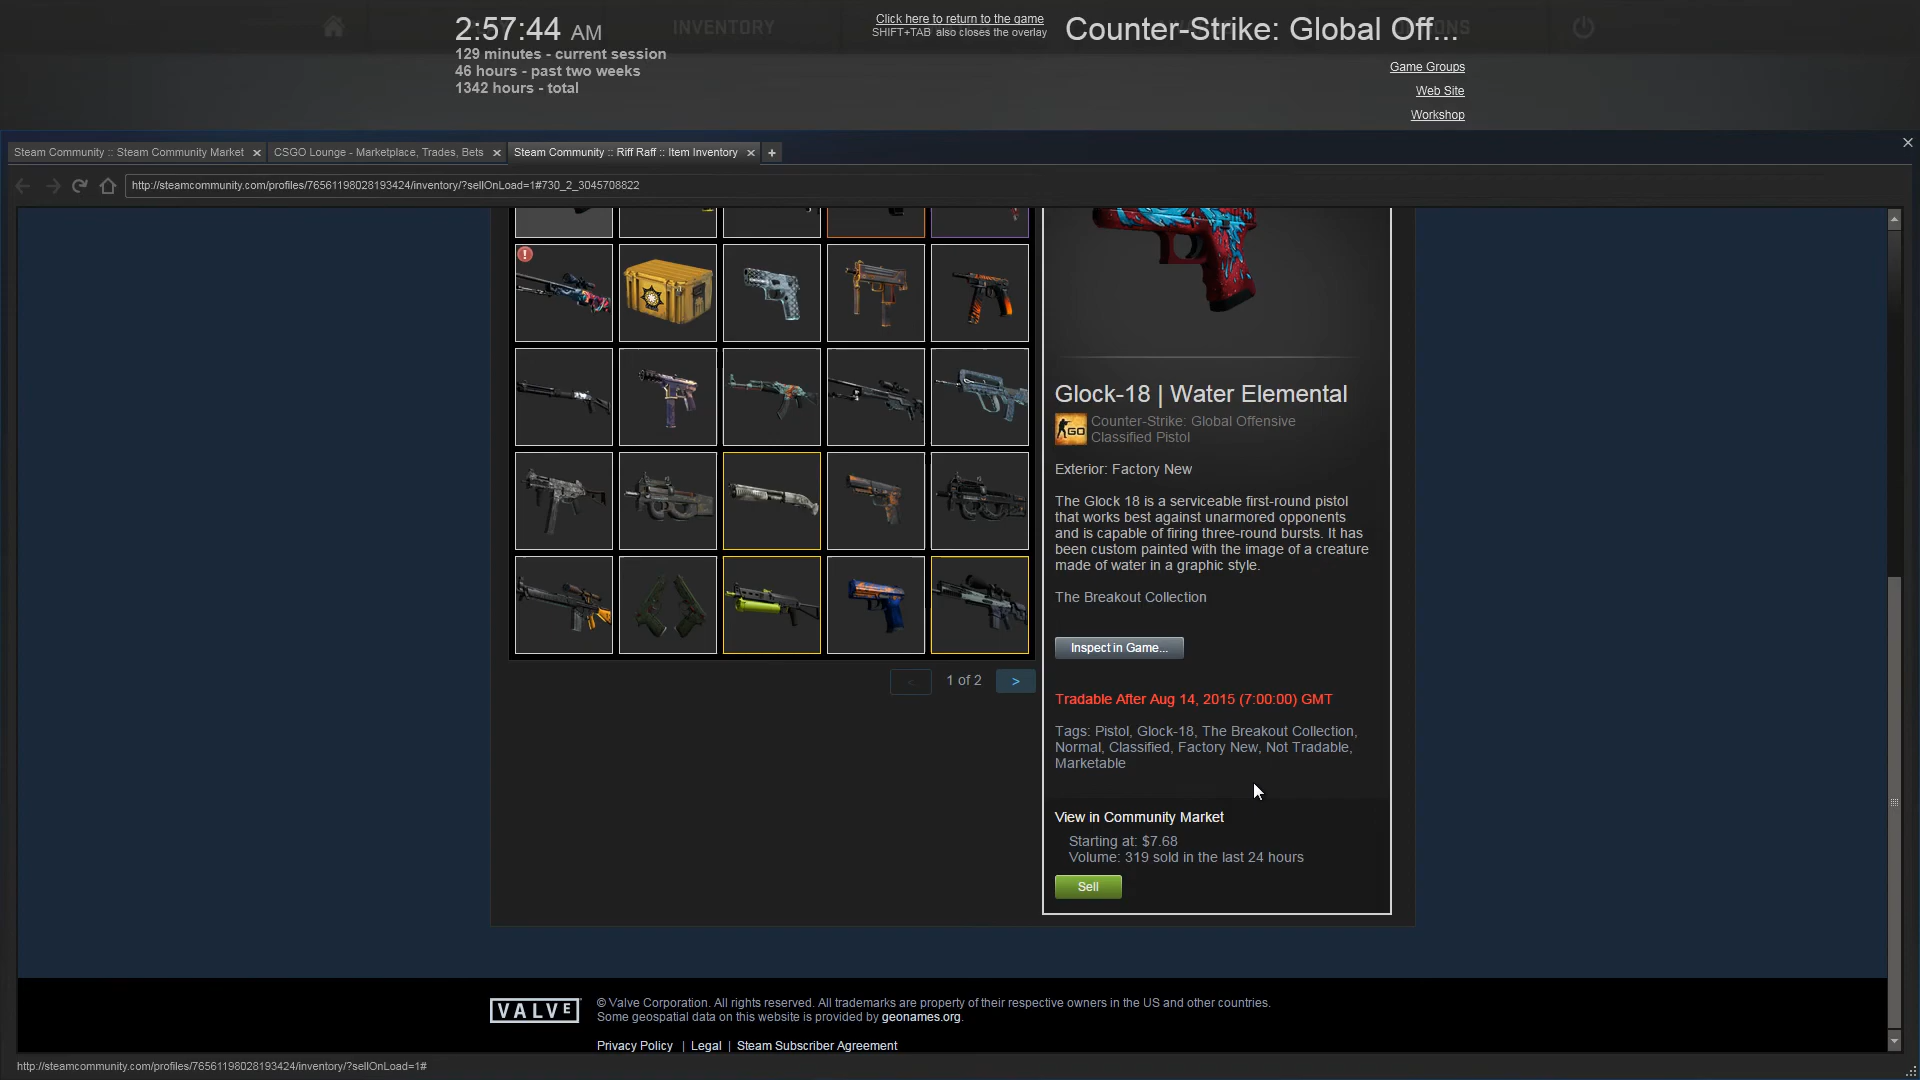 2:57:44 AM
129 minutes - current session
46 hours - past two weeks
1342 hours - total
INVENTORY
Click here to return to the game
SHIFT+TAB also closes the overlay
Counter-Strike: Global Off...
Game Groups
Web Site
Workshop
Steam Community :: Steam Community Market
CSGO Lounge - Marketplace, Trades, Bets
Steam Community :: Riff Raff :: Item Inventory
http://steamcommunity.com/profiles/76561198028193424/inventory/?sellOnLoad=1#730_2_3045708822
Glock-18 | Water Elemental
GO
Counter-Strike: Global Offensive
Classified Pistol
Exterior: Factory New
The Glock 18 is a serviceable first-round pistol
that works best against unarmored opponents
and is capable of firing three-round bursts. It has
been custom painted with the image of a creature
made of water in a graphic style.
The Breakout Collection
Inspect in Game...
< 1 of 2 >
Tradable After Aug 14, 2015 (7:00:00) GMT
Tags: Pistol, Glock-18, The Breakout Collection,
Normal, Classified, Factory New, Not Tradable,
Marketable
View in Community Market
Starting at: $7.68
Volume: 319 sold in the last 24 hours
Sell
VALVE
© Valve Corporation. All rights reserved. All trademarks are property of their respective owners in the US and other countries.
Some geospatial data on this website is provided by geonames.org.
Privacy Policy | Legal | Steam Subscriber Agreement
http://steamcommunity.com/profiles/76561198028193424/inventory/?sellOnLoad=1#